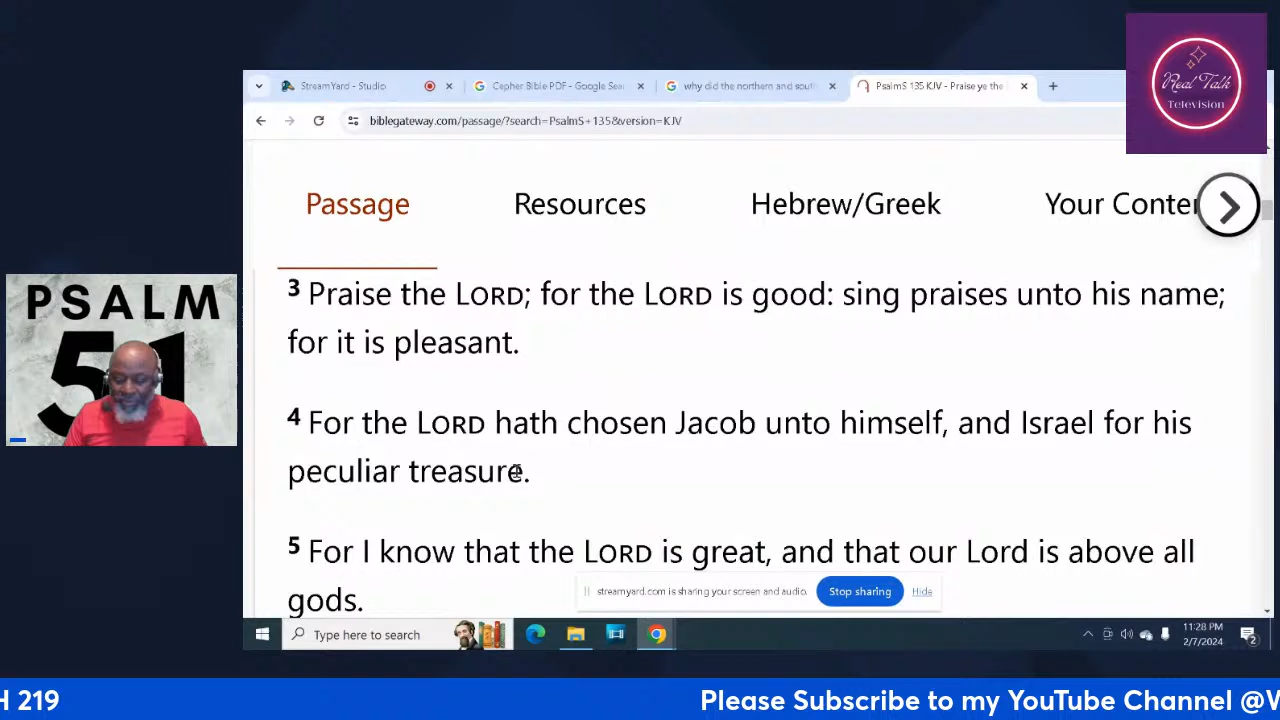 StreamYard - Studio
Cepher Bible PDF - Google Sea
why did the northern and sout
PsalmS 135 KJV - Praise ye the
biblegateway.com/passage/?search=PsalmS+135&version=KJV
Real Talk
Television
Passage
Resources
Hebrew/Greek
Your Conten
3 Praise the LORD; for the LORD is good: sing praises unto his name;
for it is pleasant.
4 For the LORD hath chosen Jacob unto himself, and Israel for his
peculiar treasure.
5 For I know that the LORD is great, and that our Lord is above all
gods.
PSALM
51
streamyard.com is sharing your screen and audio.
Stop sharing
Hide
Type here to search
11:28 PM
2/7/2024
2
H 219
Please Subscribe to my YouTube Channel @W